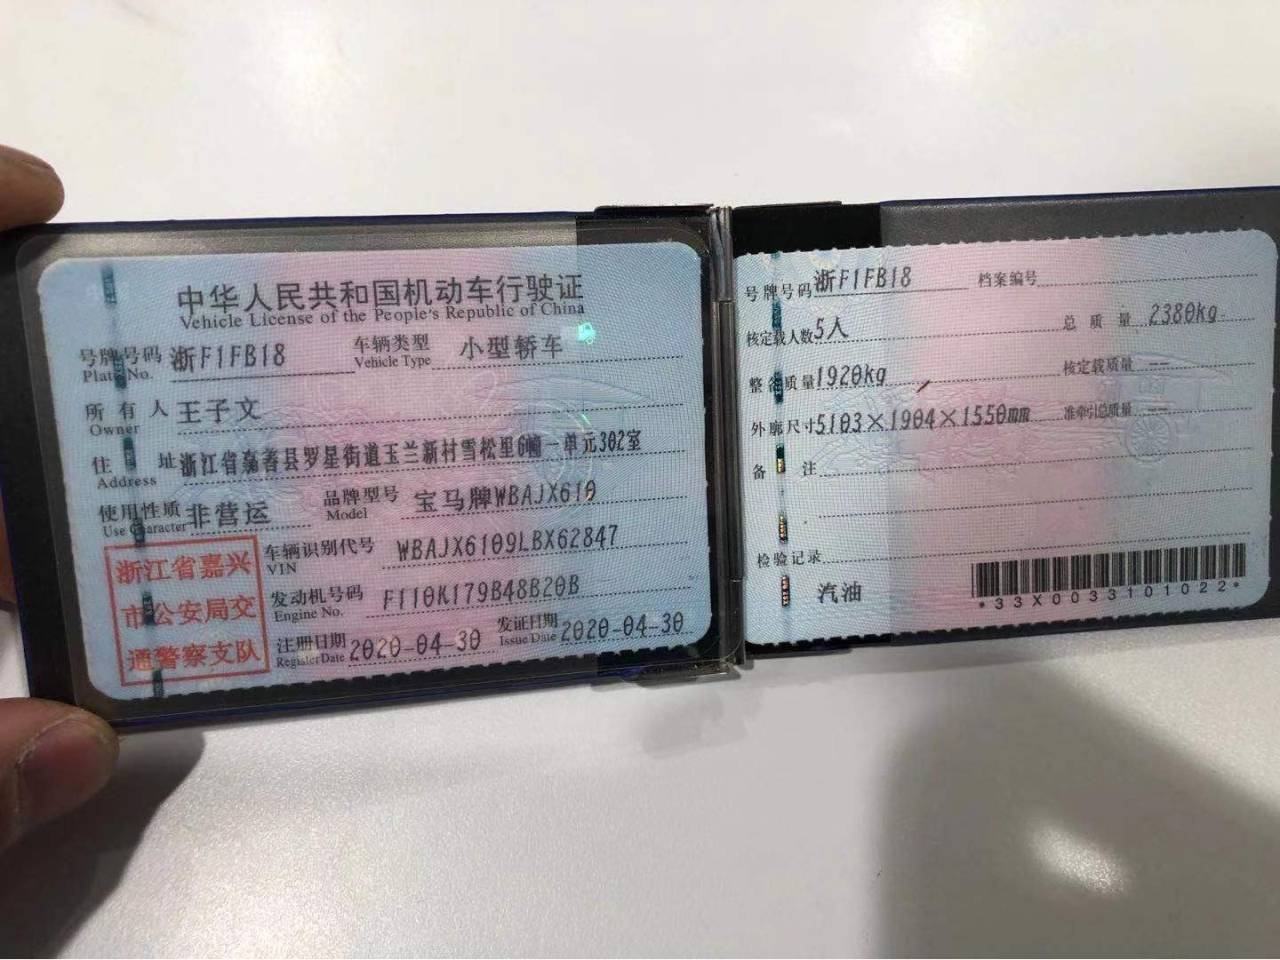 中华人民共和国机动车行驶证
Vehicle License of the People's Republic of China
号牌号码 浙F1FB18 车辆类型 小型轿车
Plate No. Vehicle Type
所有人 王子文
Owner
住址 浙江省嘉善县罗星街道玉兰新村雪松里6幢一单元302室
Address
使用性质 非营运 品牌型号 宝马牌WBAJX610
Use Character Model
车辆识别代号 WBAJX6109LBX62847
VIN
发动机号码 F110K179B48B20B
Engine No.
注册日期 2020-04-30 发证日期 2020-04-30
Register Date Issue Date
浙江省嘉兴
市公安局交
通警察支队
号牌号码 浙F1FB18 档案编号
核定载人数 5人 总质量 2380kg
整备质量 1920kg 核定载质量 --
外廓尺寸 5103×1904×1550mm 准牵引总质量 --
备注
检验记录
汽油
*33X0033101022*